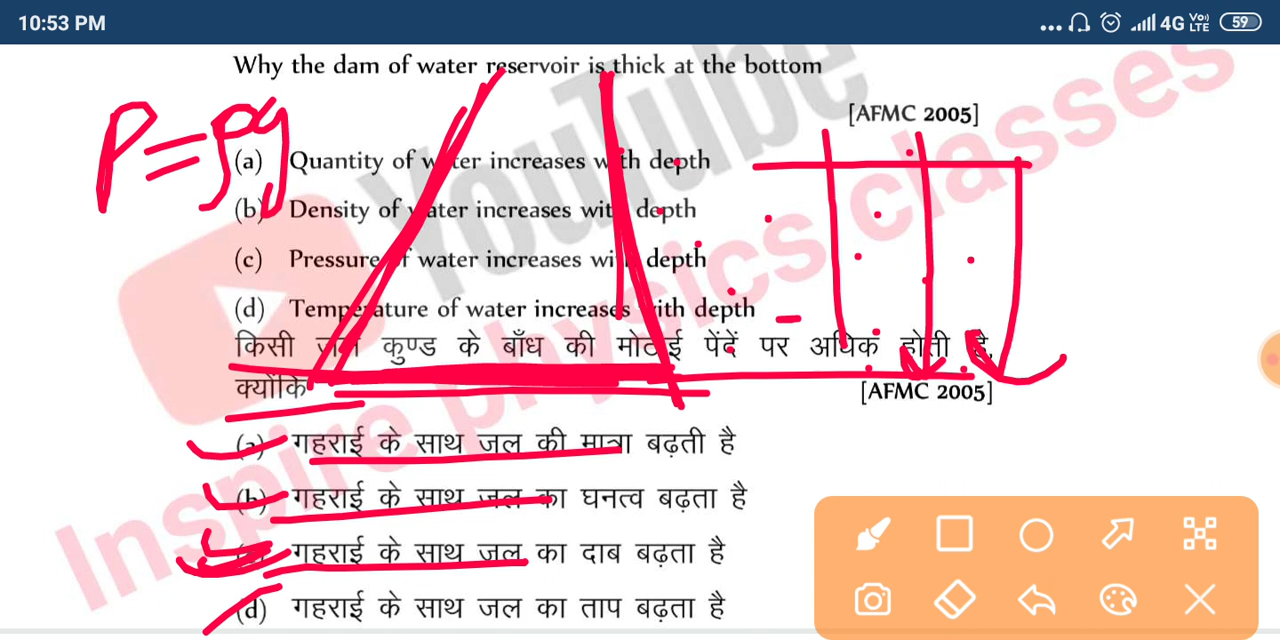 10:53 PM
4G Vo) LTE 59
Why the dam of water reservoir is thick at the bottom
[AFMC 2005]
P=ρg
(a) Quantity of water increases with depth
(b) Density of water increases with depth
(c) Pressure of water increases with depth
(d) Temperature of water increases with depth
किसी जल कुण्ड के बाँध की मोटाई पेंदें पर अधिक होती है,
क्योंकि
[AFMC 2005]
(a) गहराई के साथ जल की मात्रा बढ़ती है
(b) गहराई के साथ जल का घनत्व बढ़ता है
गहराई के साथ जल का दाब बढ़ता है
(d) गहराई के साथ जल का ताप बढ़ता है
YouTube
Inspire physics classes